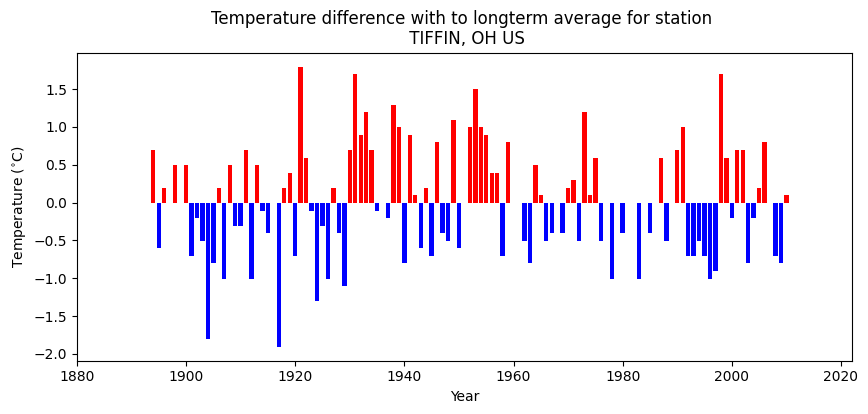 Temperature difference with to longterm average for station
TIFFIN, OH US
Temperature (°C)
1.5
1.0
0.5
0.0
−0.5
−1.0
−1.5
−2.0
1880 1900 1920 1940 1960 1980 2000 2020
Year